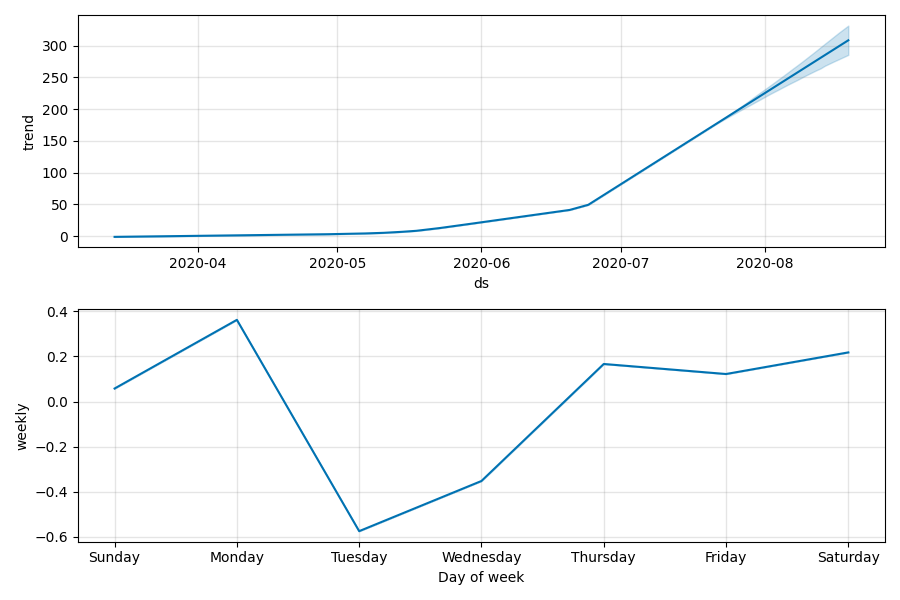 300
250
200
150
100
50
0
trend
2020-04 2020-05 2020-06 2020-07 2020-08
ds
0.4
0.2
0.0
−0.2
−0.4
−0.6
weekly
Sunday Monday Tuesday Wednesday Thursday Friday Saturday
Day of week